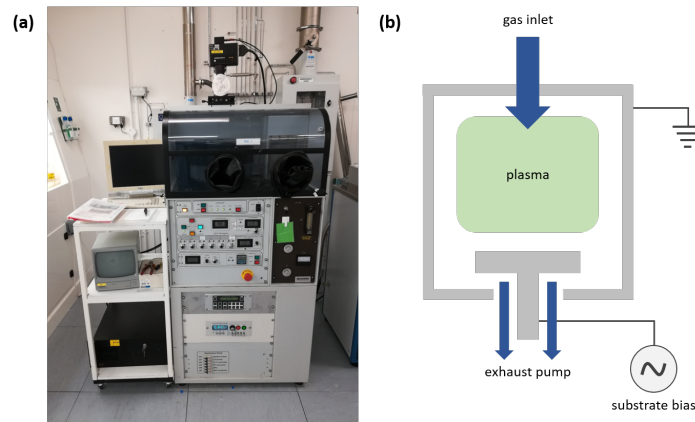 (a)
(b)
gas inlet
plasma
exhaust pump
substrate bias